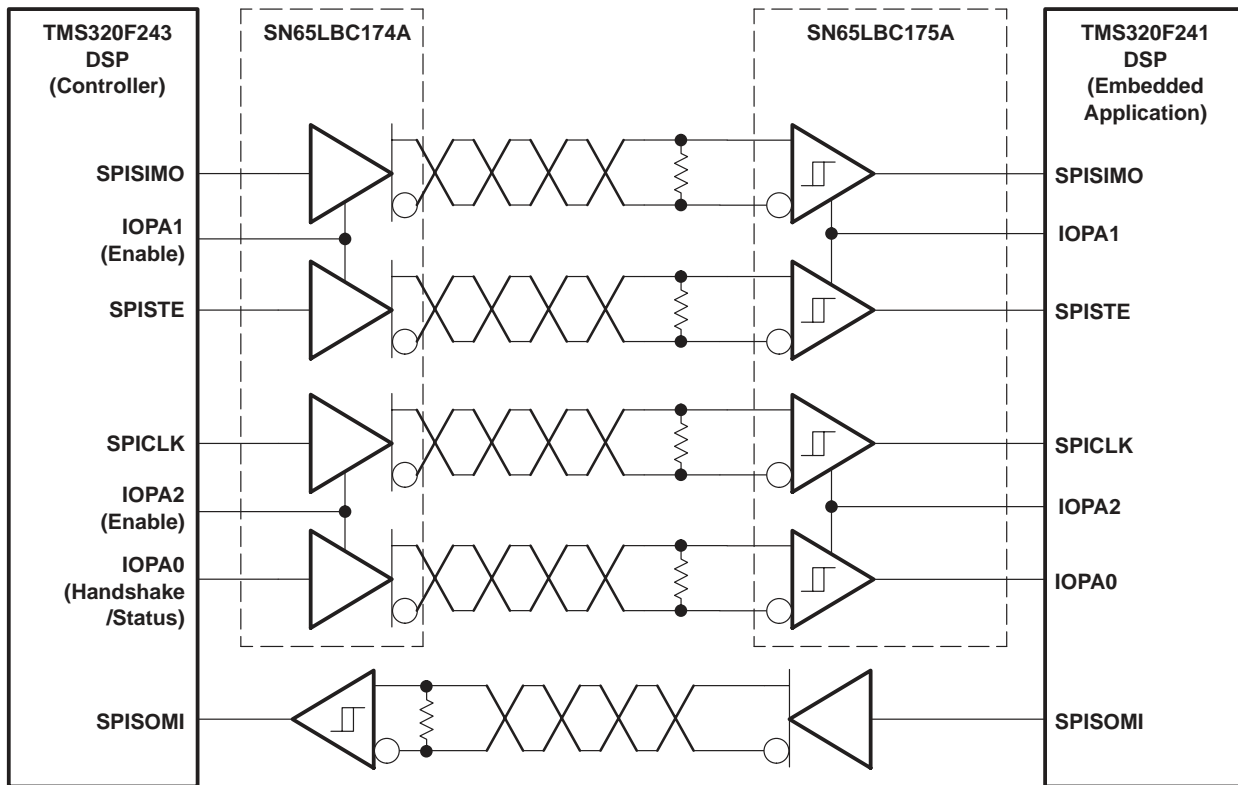 TMS320F243
DSP
(Controller)
SN65LBC174A
SN65LBC175A
TMS320F241
DSP
(Embedded
Application)
SPISIMO
SPISIMO
IOPA1
(Enable)
IOPA1
SPISTE
SPISTE
SPICLK
SPICLK
IOPA2
(Enable)
IOPA2
IOPA0
(Handshake
/Status)
IOPA0
SPISOMI
SPISOMI